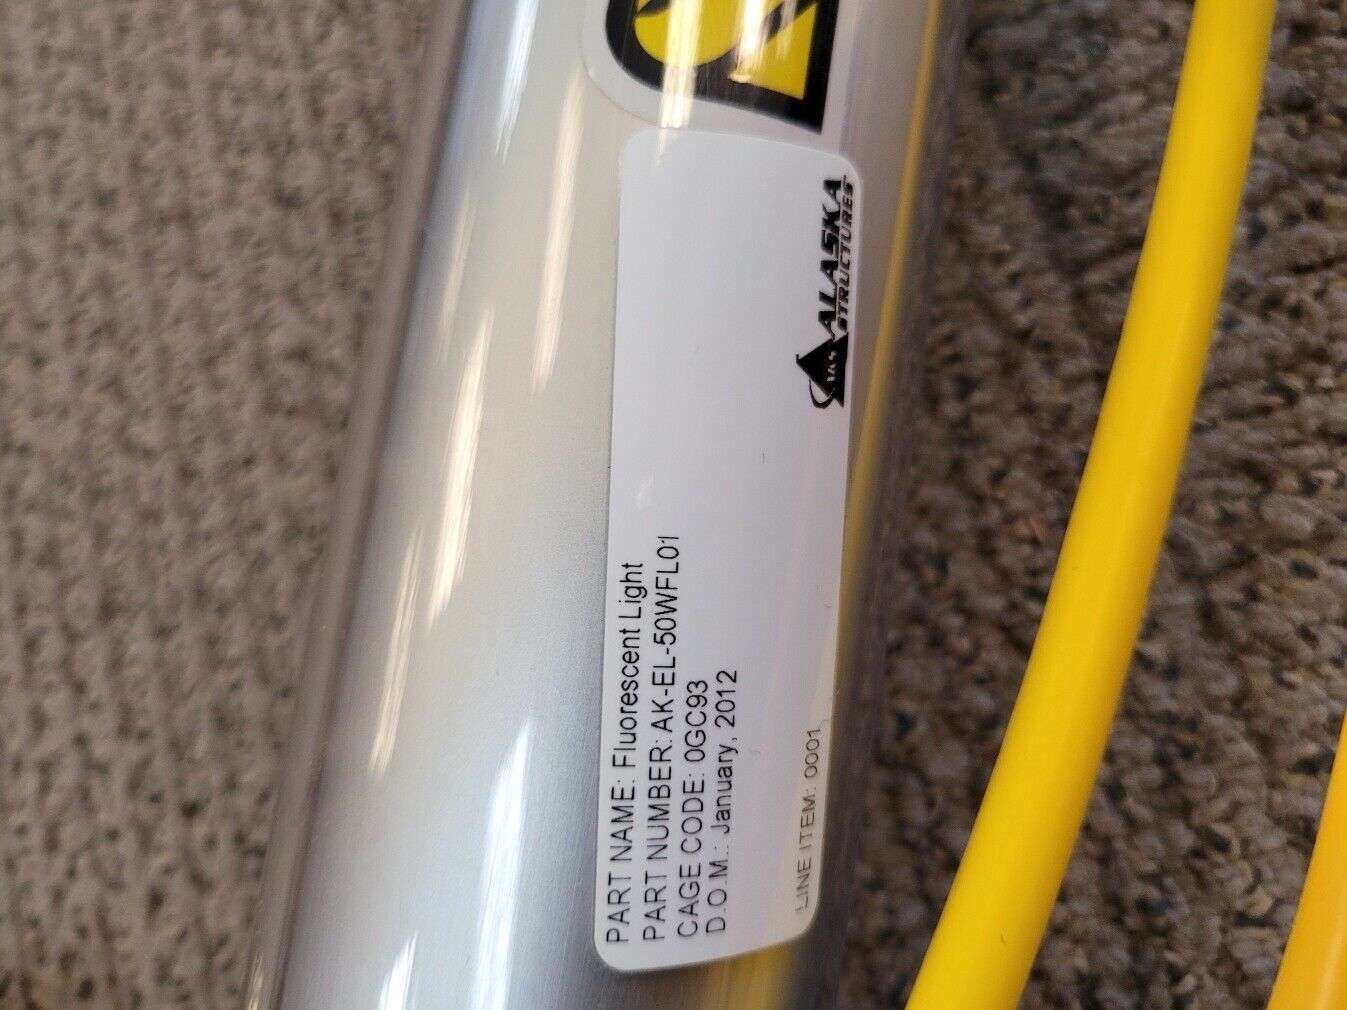 PART NAME: Fluorescent Light
PART NUMBER: AK-EL-50WFL01
CAGE CODE: 0GC93
D.O.M.: January, 2012
LINE ITEM: 0001
AKS ALASKA
STRUCTURES